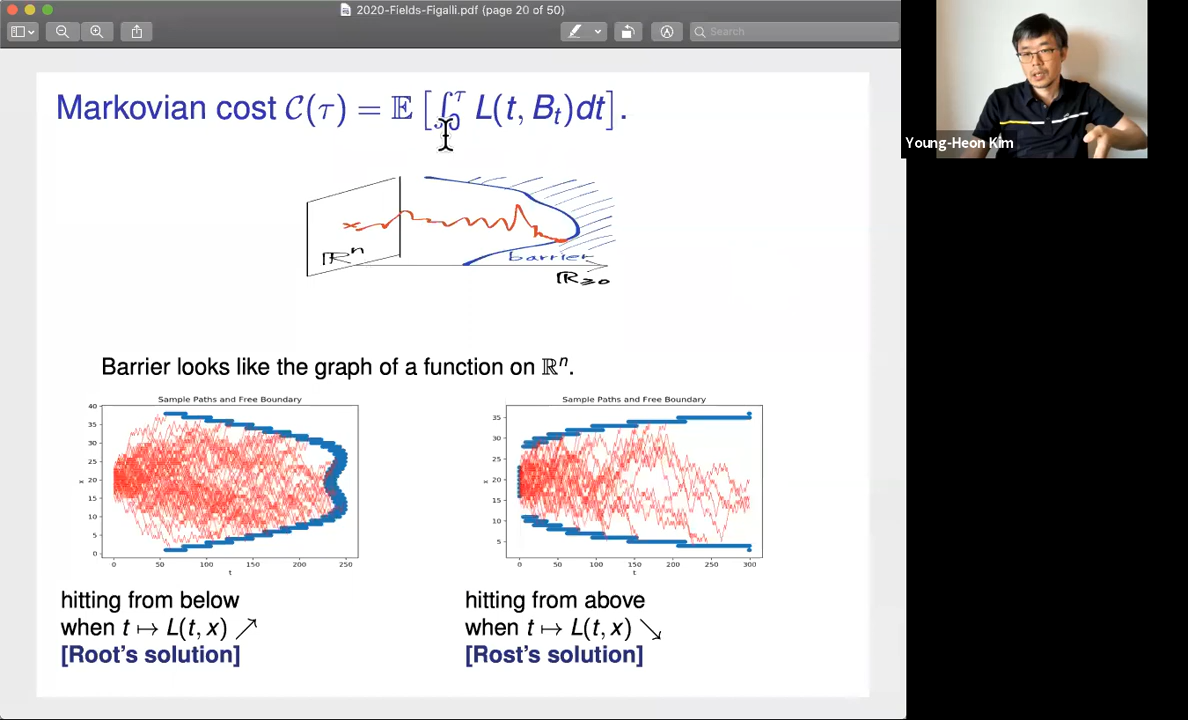 2020-Fields-Figalli.pdf (page 20 of 50)
Search
Markovian cost C(τ) = 𝔼 [∫₀^τ L(t, Bₜ)dt].
ℝⁿ
barrier
ℝ≥0
Barrier looks like the graph of a function on ℝⁿ.
Sample Paths and Free Boundary
40
35
30
25
20
15
10
5
0
x
0 50 100 150 200 250
t
Sample Paths and Free Boundary
35
30
25
20
15
10
5
x
0 50 100 150 200 250 300
t
hitting from below
when t ↦ L(t, x) ↗
[Root's solution]
hitting from above
when t ↦ L(t, x) ↘
[Rost's solution]
Young-Heon Kim